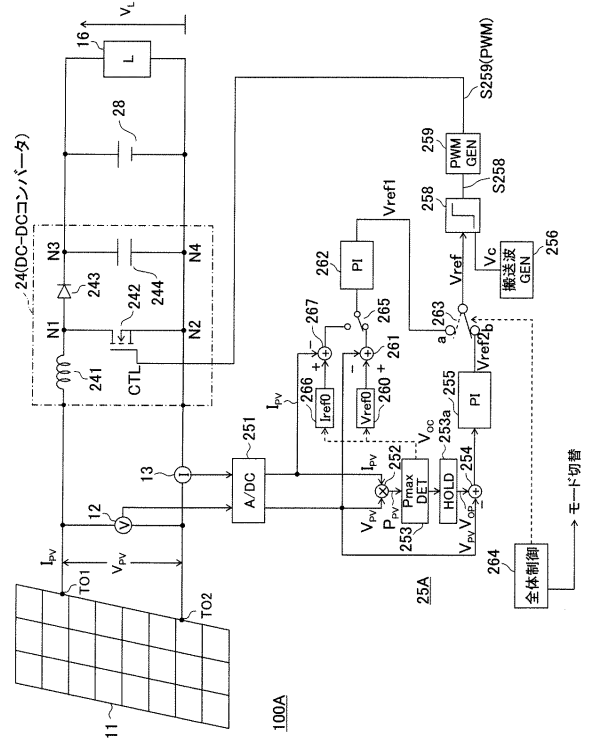 24(DC-DCコンバータ)
V_L
16
L
28
N3
243
N1
241
242
244
N4
N2
CTL
S259(PWM)
259
PWM GEN
S258
258
Vref
Vc
256
搬送波 GEN
Vref1
262
PI
265
267
−
+
261
−
+
266
Iref0
260
Vref0
I_PV
263
a
b
Vref2
255
PI
V_OC
253a
HOLD
254
−
V_PV
V_OP
Pmax DET
253
P_PV
252
V_PV
I_PV
251
A/DC
13
I
12
V
I_PV
V_PV
TO1
TO2
11
100A
25A
264
全体制御
モード切替